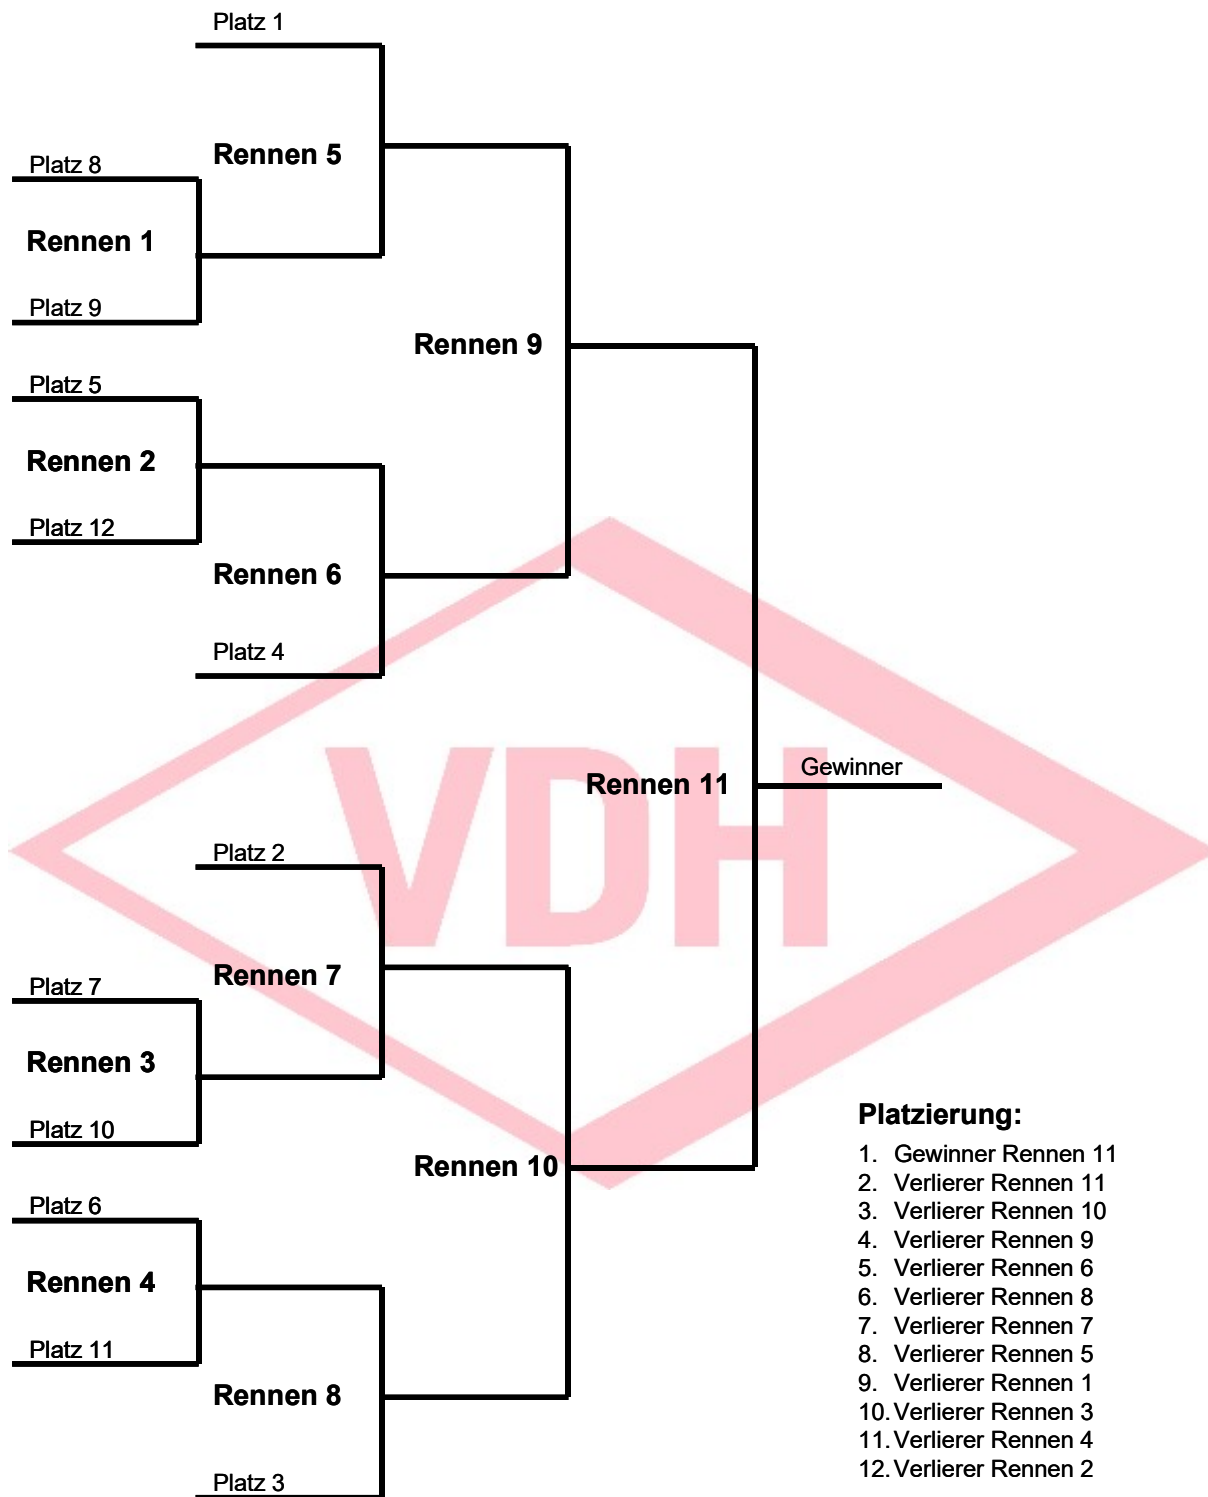 Platz 1
Rennen 5
Platz 8
Rennen 1
Platz 9
Rennen 9
Platz 5
Rennen 2
Platz 12
Rennen 6
Platz 4
VDH
Rennen 11
Gewinner
Platz 2
Rennen 7
Platz 7
Rennen 3
Platz 10
Rennen 10
Platz 6
Rennen 4
Platz 11
Rennen 8
Platz 3
Platzierung:
1. Gewinner Rennen 11
2. Verlierer Rennen 11
3. Verlierer Rennen 10
4. Verlierer Rennen 9
5. Verlierer Rennen 6
6. Verlierer Rennen 8
7. Verlierer Rennen 7
8. Verlierer Rennen 5
9. Verlierer Rennen 1
10. Verlierer Rennen 3
11. Verlierer Rennen 4
12. Verlierer Rennen 2